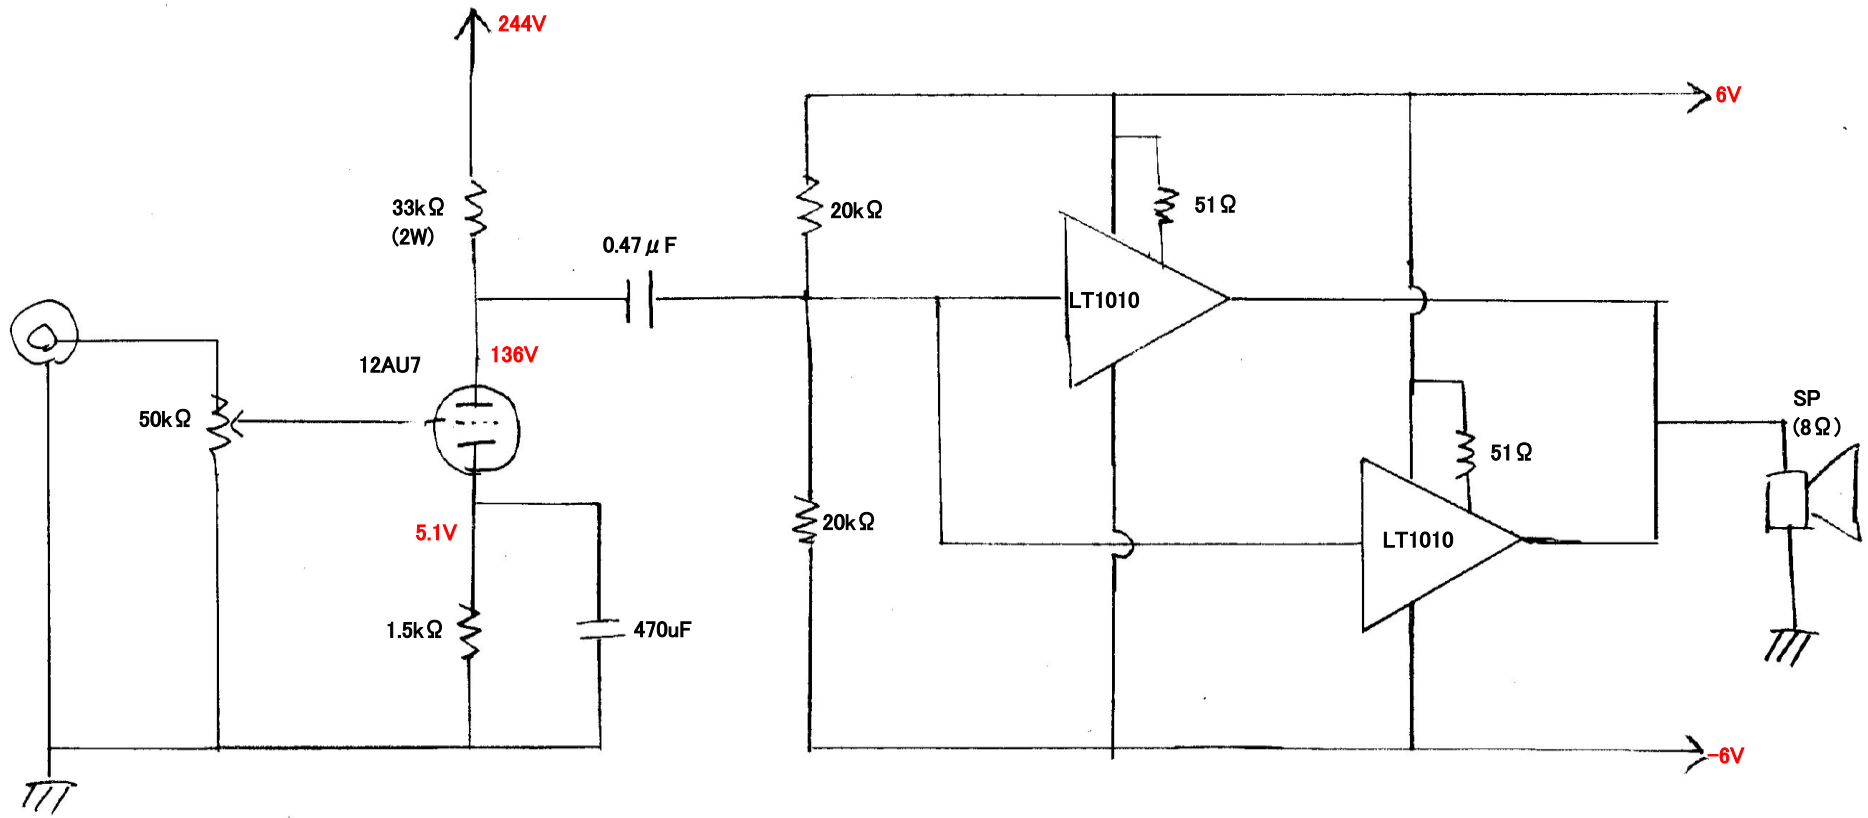 244V
6V
33kΩ
(2W)
20kΩ
51Ω
0.47μF
LT1010
12AU7
136V
50kΩ
SP
(8Ω)
51Ω
5.1V
20kΩ
LT1010
1.5kΩ
470uF
-6V